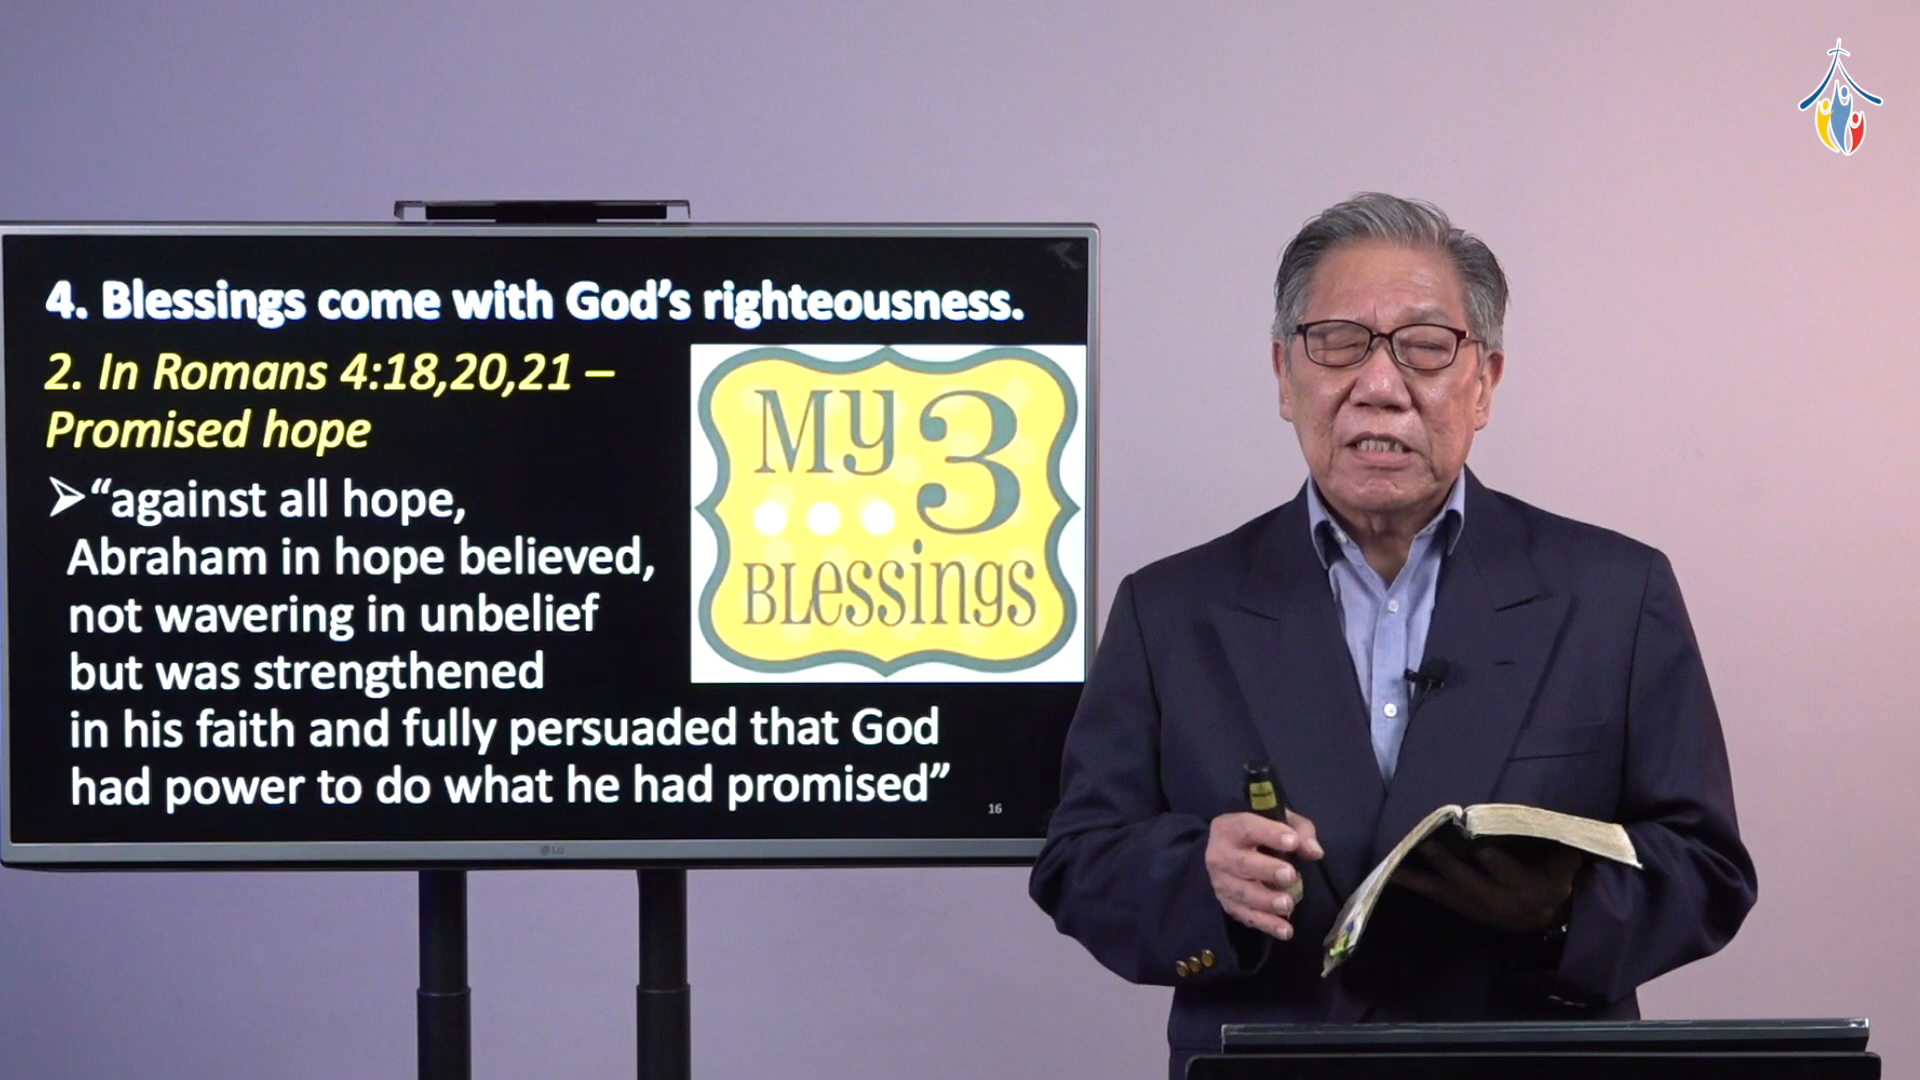 4. Blessings come with God's righteousness.
2. In Romans 4:18,20,21 –
Promised hope
➢“against all hope,
Abraham in hope believed,
not wavering in unbelief
but was strengthened
in his faith and fully persuaded that God
had power to do what he had promised”
MY 3
BLessings
16
LG